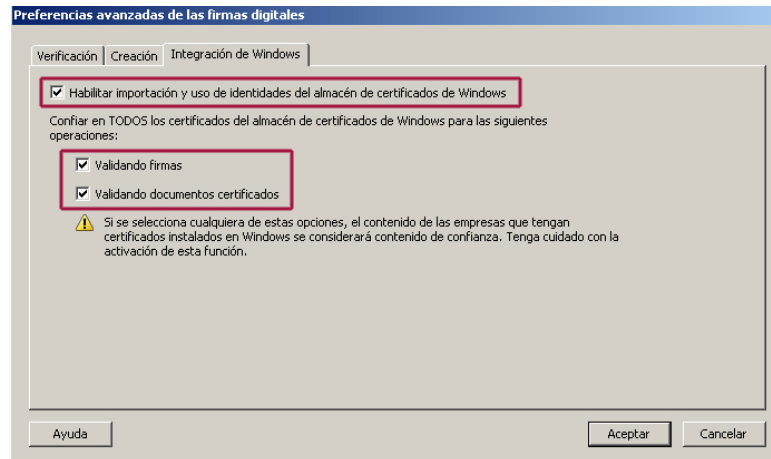 Preferencias avanzadas de las firmas digitales
Verificación Creación Integración de Windows
Habilitar importación y uso de identidades del almacén de certificados de Windows
Confiar en TODOS los certificados del almacén de certificados de Windows para las siguientes
operaciones:
Validando firmas
Validando documentos certificados
Si se selecciona cualquiera de estas opciones, el contenido de las empresas que tengan
certificados instalados en Windows se considerará contenido de confianza. Tenga cuidado con la
activación de esta función.
Ayuda Aceptar Cancelar